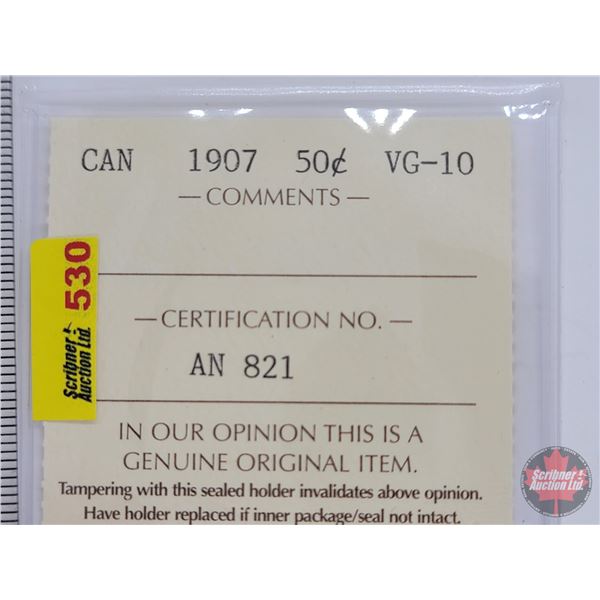 CAN 1907 50¢ VG-10
— COMMENTS —
— CERTIFICATION NO. —
AN 821
IN OUR OPINION THIS IS A
GENUINE ORIGINAL ITEM.
Tampering with this sealed holder invalidates above opinion.
Have holder replaced if inner package/seal not intact.
530
Scribner
Auction Ltd.
Scribner
Auction Ltd.